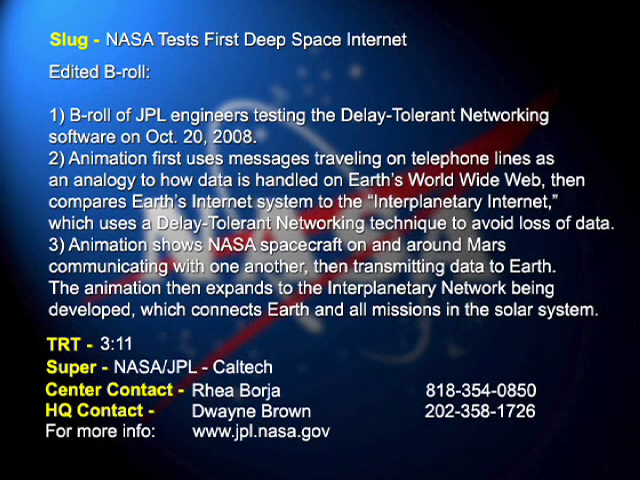 Slug - NASA Tests First Deep Space Internet
Edited B-roll:
1) B-roll of JPL engineers testing the Delay-Tolerant Networking
software on Oct. 20, 2008.
2) Animation first uses messages traveling on telephone lines as
an analogy to how data is handled on Earth's World Wide Web, then
compares Earth's Internet system to the "Interplanetary Internet,"
which uses a Delay-Tolerant Networking technique to avoid loss of data.
3) Animation shows NASA spacecraft on and around Mars
communicating with one another, then transmitting data to Earth.
The animation then expands to the Interplanetary Network being
developed, which connects Earth and all missions in the solar system.
TRT - 3:11
Super - NASA/JPL - Caltech
Center Contact - Rhea Borja 818-354-0850
HQ Contact - Dwayne Brown 202-358-1726
For more info: www.jpl.nasa.gov